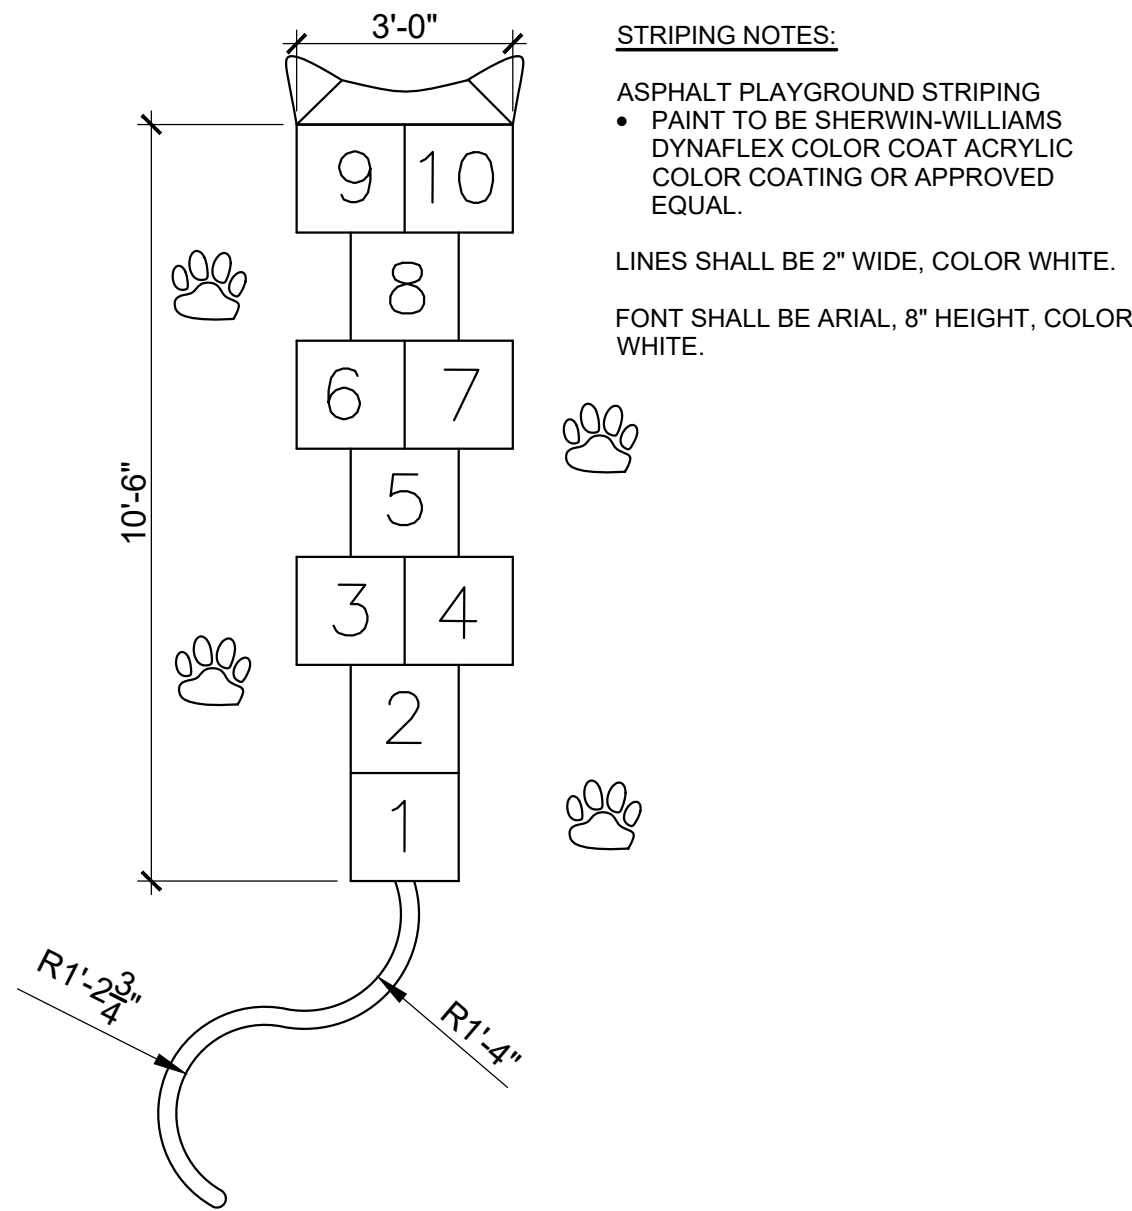 3'-0"
STRIPING NOTES:
ASPHALT PLAYGROUND STRIPING
• PAINT TO BE SHERWIN-WILLIAMS
DYNAFLEX COLOR COAT ACRYLIC
COLOR COATING OR APPROVED
EQUAL.
LINES SHALL BE 2" WIDE, COLOR WHITE.
FONT SHALL BE ARIAL, 8" HEIGHT, COLOR
WHITE.
9 10
8
6 7
10'-6"
5
3 4
2
1
R1'-2 3/4"
R1'-4"